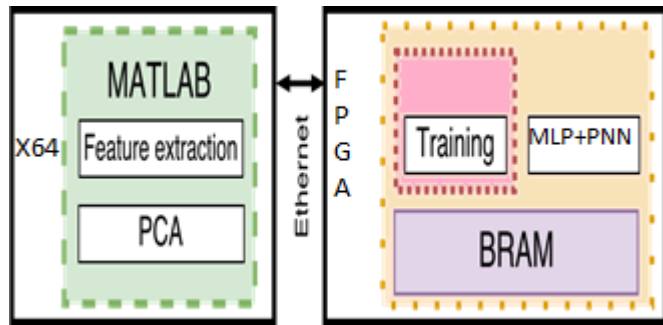 X64
MATLAB
Feature extraction
PCA
Ethernet
F
P
G
A
Training
MLP+PNN
BRAM